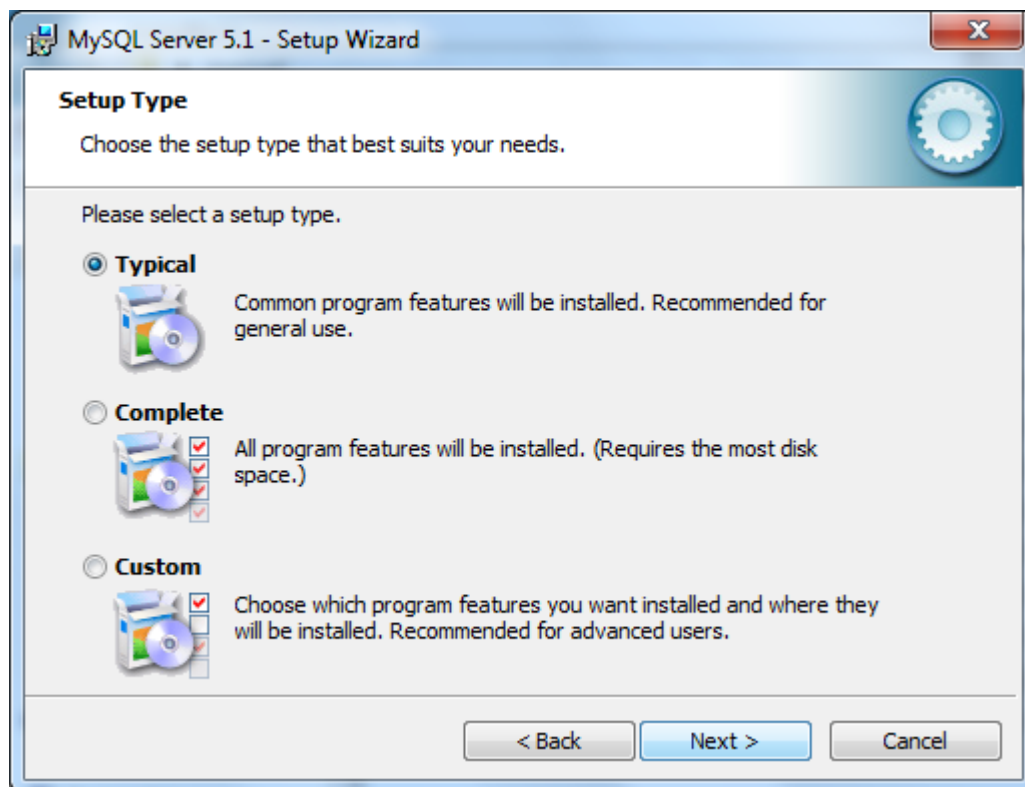 MySQL Server 5.1 - Setup Wizard
Setup Type
Choose the setup type that best suits your needs.
Please select a setup type.
Typical
Common program features will be installed. Recommended for
general use.
Complete
All program features will be installed. (Requires the most disk
space.)
Custom
Choose which program features you want installed and where they
will be installed. Recommended for advanced users.
< Back
Next >
Cancel